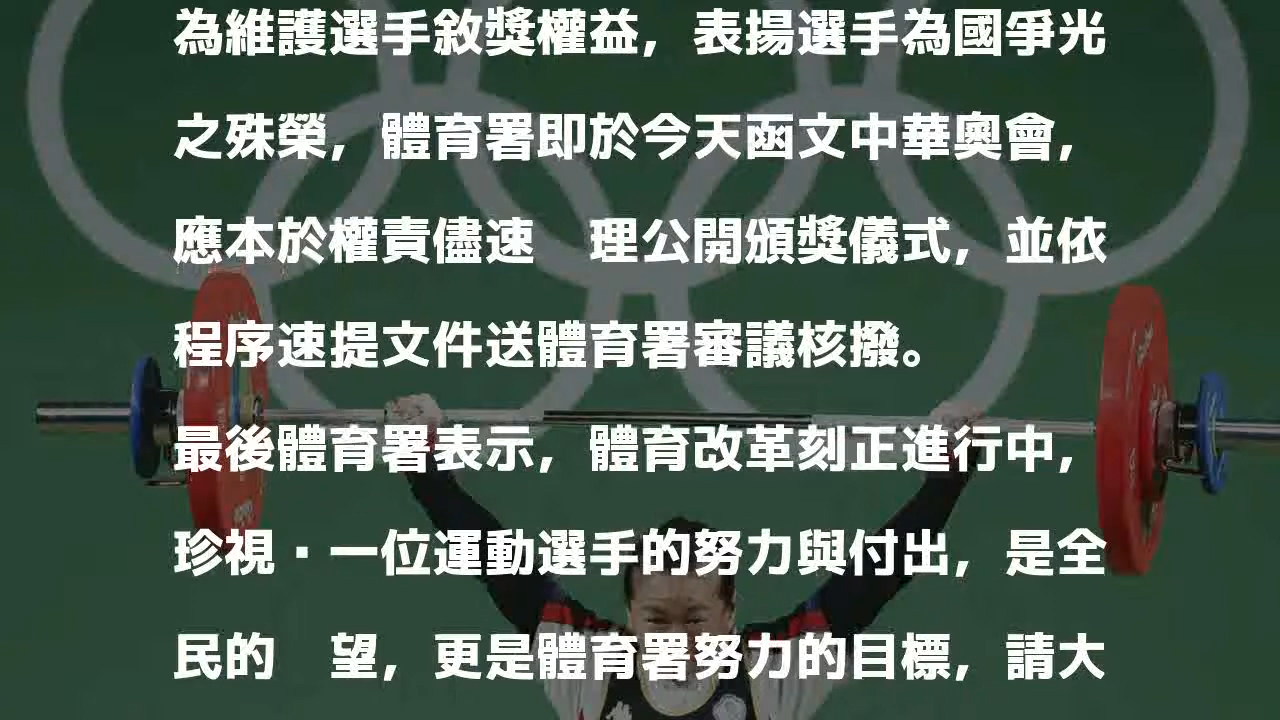 為維護選手敘獎權益，表揚選手為國爭光
之殊榮，體育署即於今天函文中華奧會，
應本於權責儘速　理公開頒獎儀式，並依
程序速提文件送體育署審議核撥。
最後體育署表示，體育改革刻正進行中，
珍視▪一位運動選手的努力與付出，是全
民的　望，更是體育署努力的目標，請大